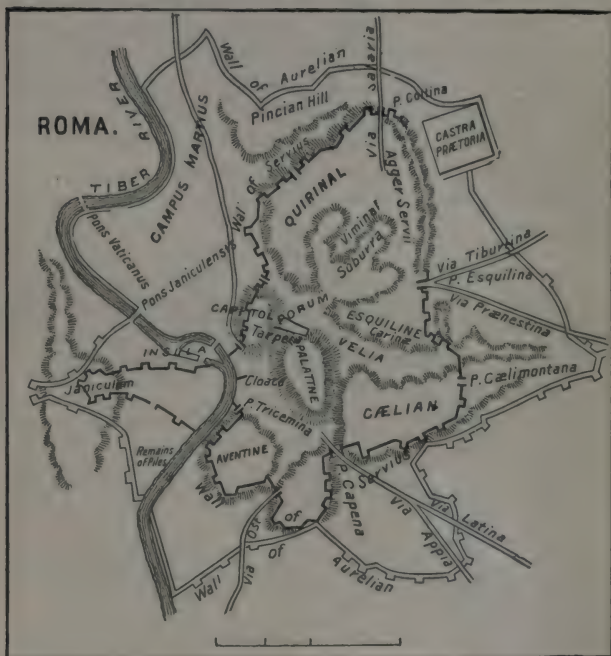 ROMA.
RIVER
TIBER
Wall of Aurelian
Pincian Hill
Via Salaria
P. Collina
CASTRA
PRÆTORIA
CAMPUS MARTIUS
Wall of Servius
Agger Servii
QUIRINAL
Viminal
Suburra
Pons Vaticanus
Pons Janiculensis
Via Tiburtina
P. Esquilina
Via Prænestina
CAPITOL
FORUM
Tarpeia
ESQUILINE
Carinæ
VELIA
PALATINE
INSULA
Janiculum
Cloaca
P. Tricemina
P. Cælimontana
CÆLIAN
Remains
of Piles
AVENTINE
Wall of Servius
P. Capena
Via Ost
Via Appia
Via Latina
Wall of Aurelian